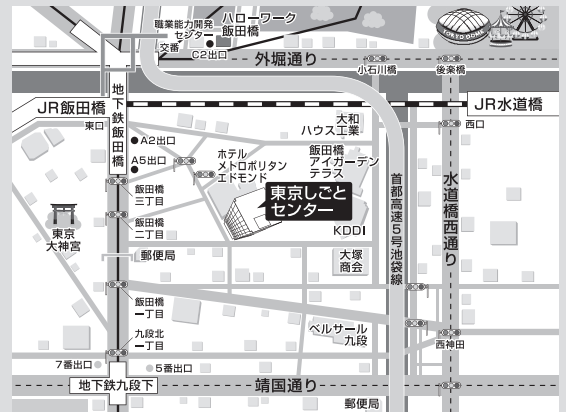 職業能力開発
センター
ハローワーク
飯田橋
TOKYO DOME
交番
C2出口
外堀通り
小石川橋
後楽橋
JR飯田橋
地下鉄飯田橋
JR水道橋
東口
A2出口
A5出口
大和
ハウス工業
西口
ホテル
メトロポリタン
エドモンド
飯田橋
アイガーデン
テラス
飯田橋
三丁目
東京しごと
センター
首都高速5号池袋線
水道橋西通り
東京
大神宮
飯田橋
二丁目
KDDI
郵便局
大塚
商会
飯田橋
一丁目
九段北
一丁目
ベルサール
九段
西神田
7番出口
5番出口
地下鉄九段下
靖国通り
郵便局